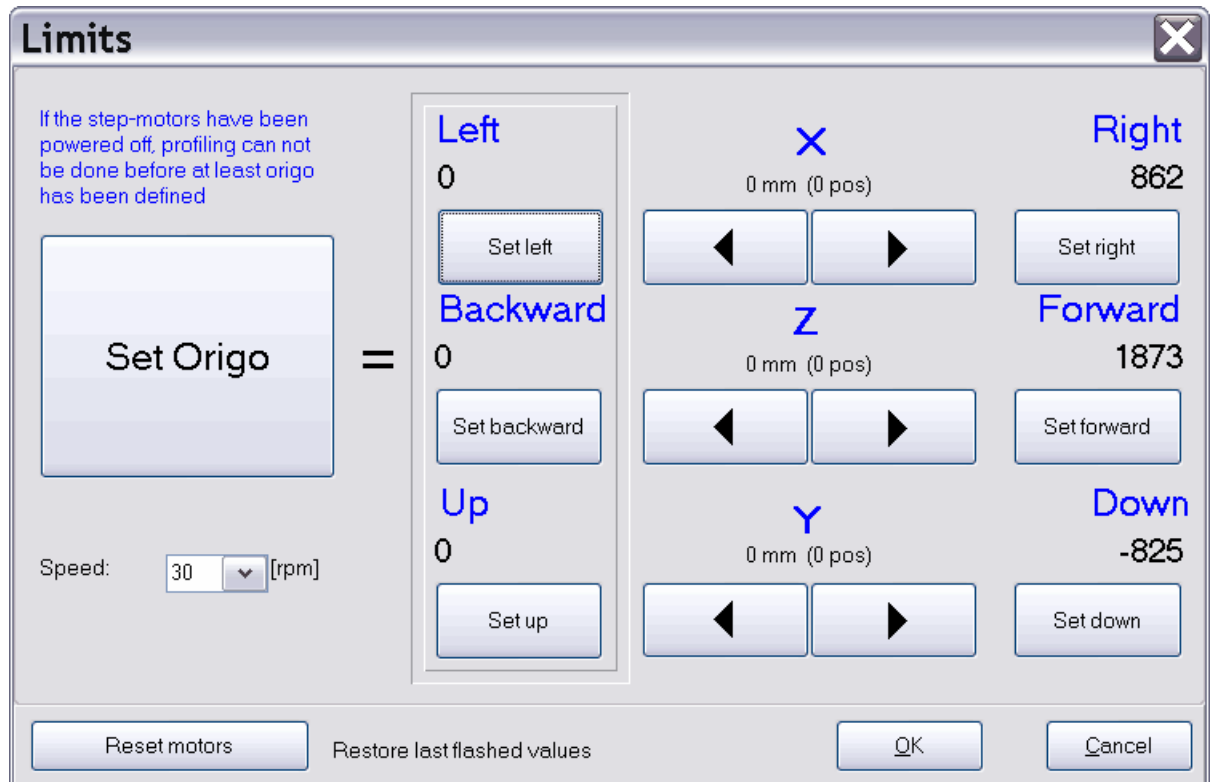 Limits
If the step-motors have been
powered off, profiling can not
be done before at least origo
has been defined
Set Origo
=
Speed:
30
[rpm]
Left
0
Set left
X
0 mm (0 pos)
Right
862
Set right
Backward
0
Set backward
Z
0 mm (0 pos)
Forward
1873
Set forward
Up
0
Set up
Y
0 mm (0 pos)
Down
-825
Set down
Reset motors
Restore last flashed values
OK
Cancel